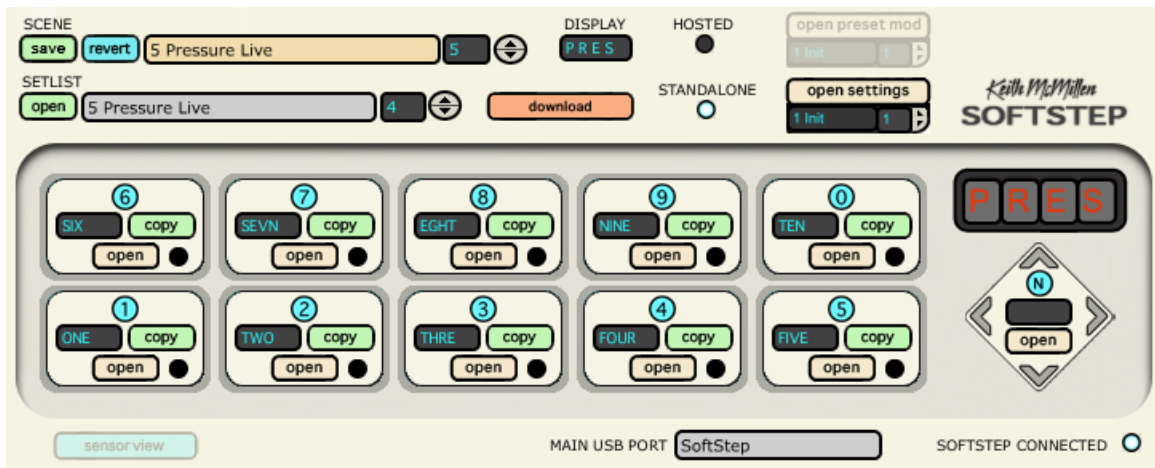 SCENE DISPLAY HOSTED open preset mod
save revert 5 Pressure Live 5 PRES 1 Init 1
SETLIST STANDALONE open settings
open 5 Pressure Live 4 download 1 Init 1
Keith McMillen
SOFTSTEP
6 7 8 9 0
SIX copy SEVN copy EGHT copy NINE copy TEN copy
open open open open open
PRES
1 2 3 4 5
ONE copy TWO copy THRE copy FOUR copy FIVE copy
open open open open open
N
open
sensor view MAIN USB PORT SoftStep SOFTSTEP CONNECTED